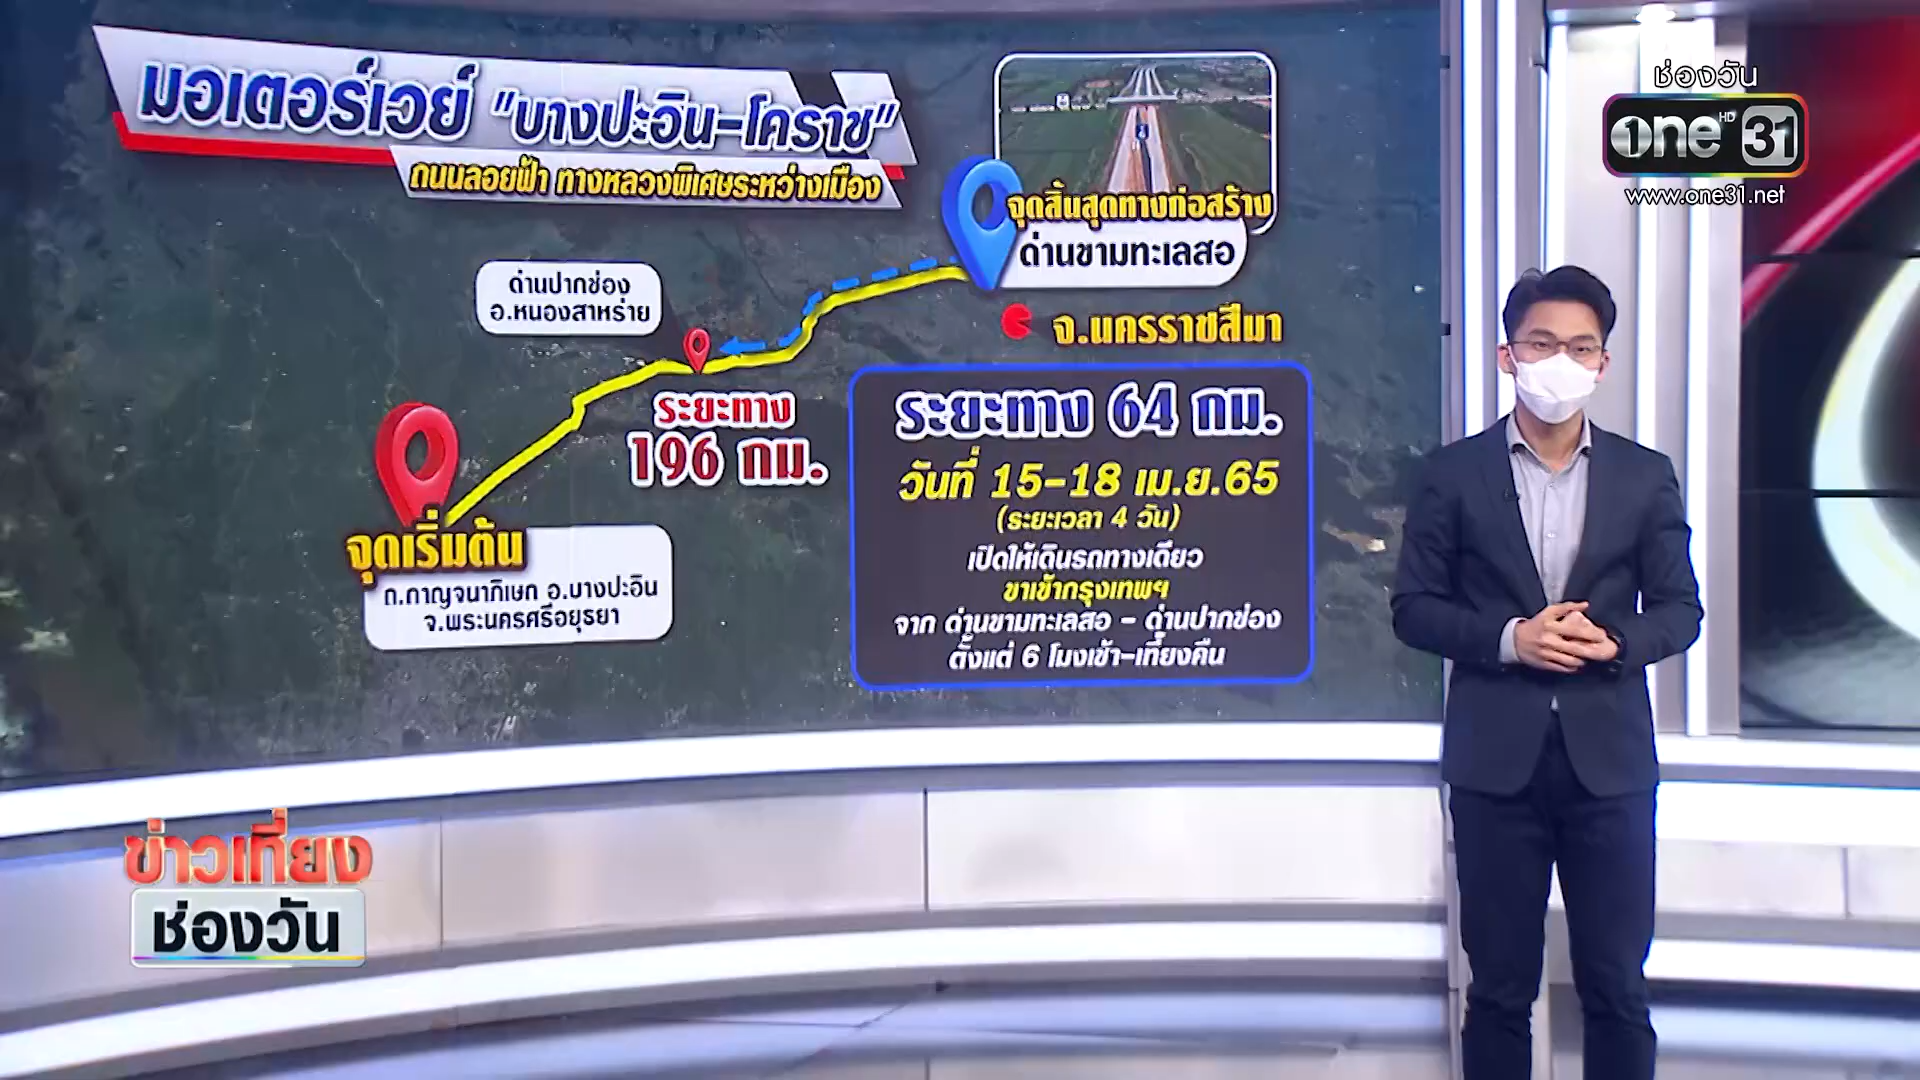 มอเตอร์เวย์ "บางปะอิน-โคราช"
ถนนลอยฟ้า ทางหลวงพิเศษระหว่างเมือง
จุดสิ้นสุดทางก่อสร้าง
ด่านขามทะเลสอ
จ.นครราชสีมา
ด่านปากช่อง
อ.หนองสาหร่าย
ระยะทาง
196 กม.
จุดเริ่มต้น
ถ.กาญจนาภิเษก อ.บางปะอิน
จ.พระนครศรีอยุธยา
ระยะทาง 64 กม.
วันที่ 15-18 เม.ย.65
(ระยะเวลา 4 วัน)
เปิดให้เดินรถทางเดียว
ขาเข้ากรุงเทพฯ
จาก ด่านขามทะเลสอ - ด่านปากช่อง
ตั้งแต่ 6 โมงเช้า-เที่ยงคืน
ช่องวัน
one HD 31
www.one31.net
ข่าวเที่ยง
ช่องวัน